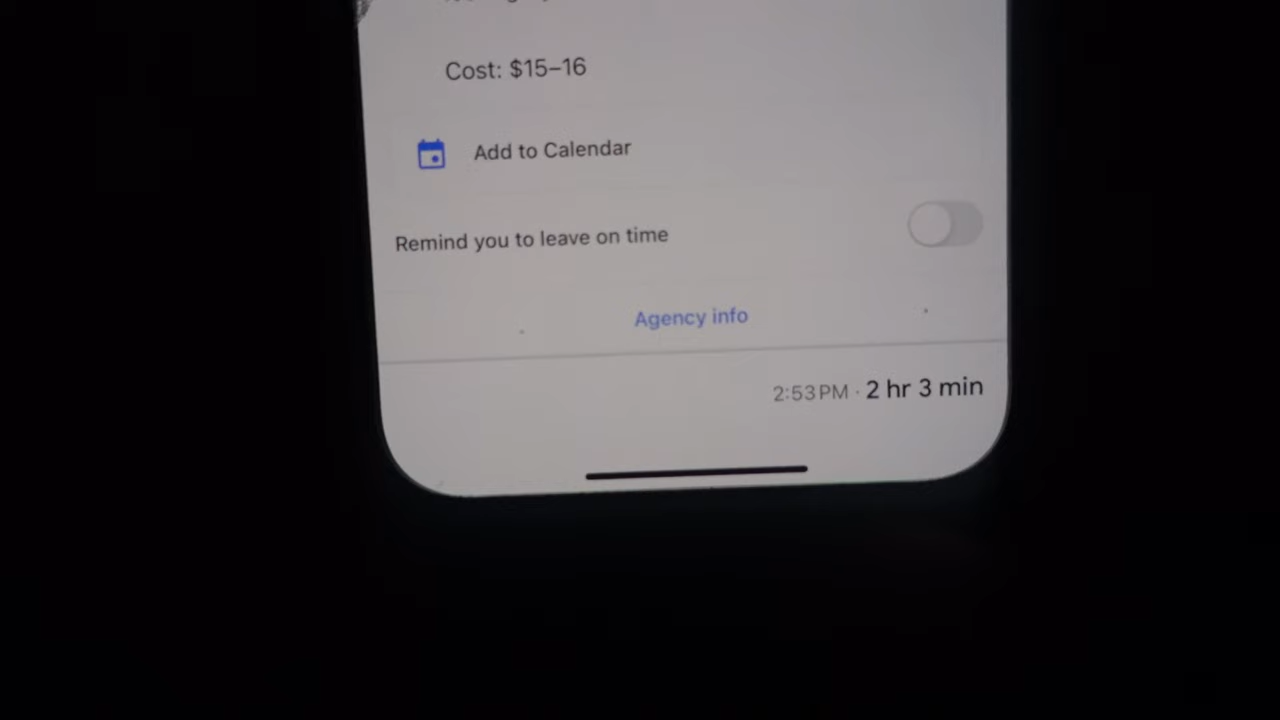 Cost: $15–16
Add to Calendar
Remind you to leave on time
Agency info
2:53 PM · 2 hr 3 min